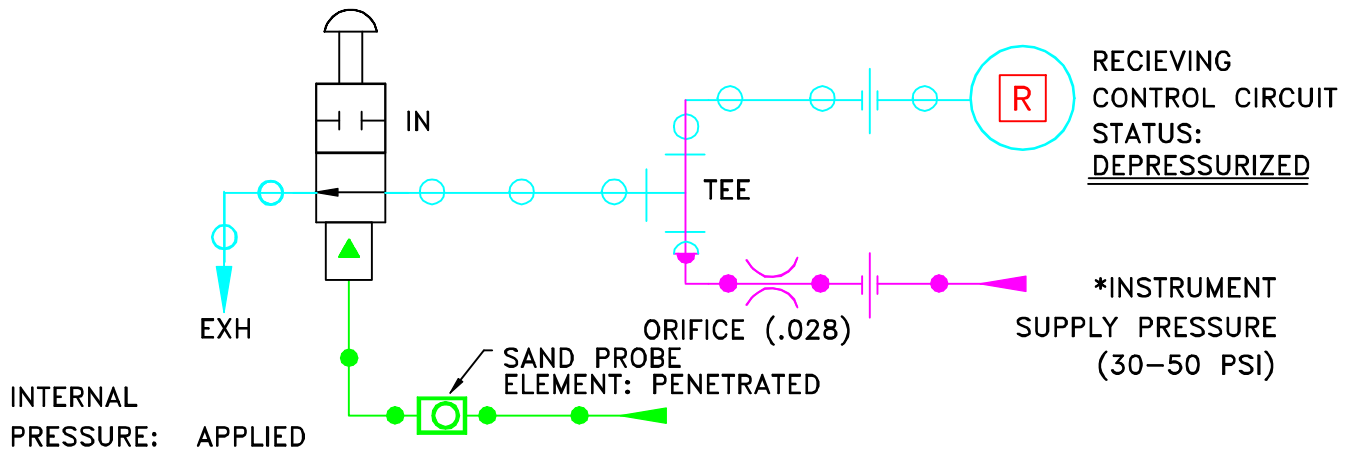 RECIEVING
CONTROL CIRCUIT
STATUS:
DEPRESSURIZED
R
IN
TEE
*INSTRUMENT
SUPPLY PRESSURE
(30-50 PSI)
EXH
ORIFICE (.028)
SAND PROBE
ELEMENT: PENETRATED
INTERNAL
PRESSURE: APPLIED